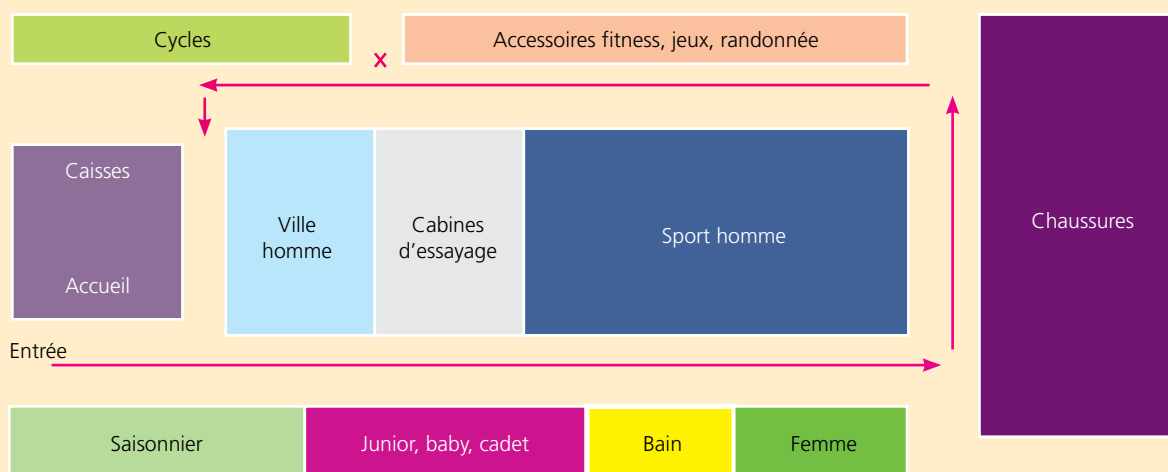 Cycles
Accessoires fitness, jeux, randonnée
x
Caisses
Accueil
Ville
homme
Cabines
d’essayage
Sport homme
Chaussures
Entrée
Saisonnier
Junior, baby, cadet
Bain
Femme